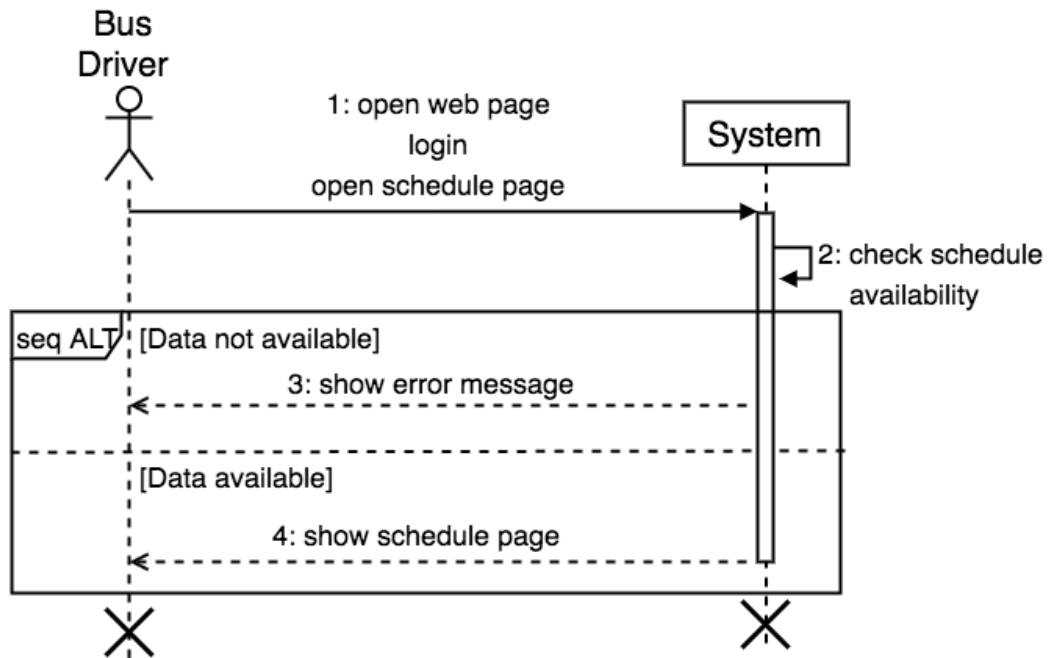 Bus
Driver
1: open web page
login
open schedule page
System
2: check schedule
availability
seq ALT
[Data not available]
3: show error message
[Data available]
4: show schedule page